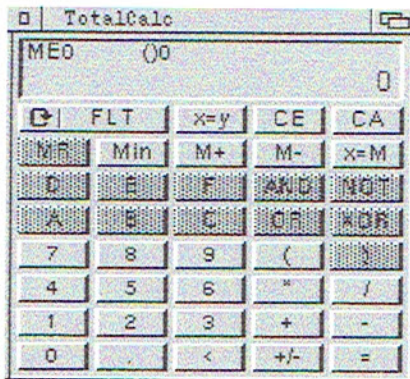 TotalCalc
ME0 ()0
0
FLT x=y CE CA
MR Min M+ M- x=M
D E F AND NOT
A B C OR XOR
7 8 9 ( )
4 5 6 * /
1 2 3 + -
0 . < +/- =